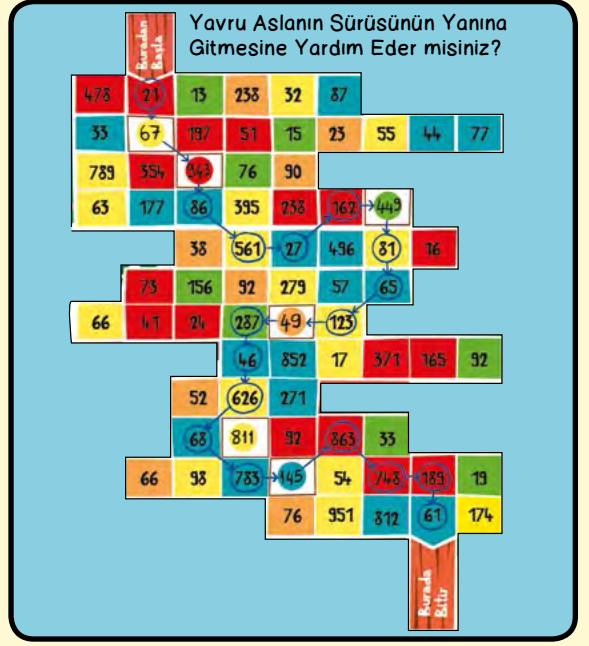 Yavru Aslanın Sürüsünün Yanına
Gitmesine Yardım Eder misiniz?
Buradan
Başla
478 21 13 238 32 87
33 67 197 51 15 23 55 44 77
789 354 343 76 90
63 177 86 395 238 162 449
38 561 27 496 81 16
73 156 92 279 57 65
66 41 24 287 49 123
46 852 17 371 165 92
52 626 271
68 811 92 863 33
66 98 783 145 54 748 189 19
76 951 812 61 174
Burada
Bitir